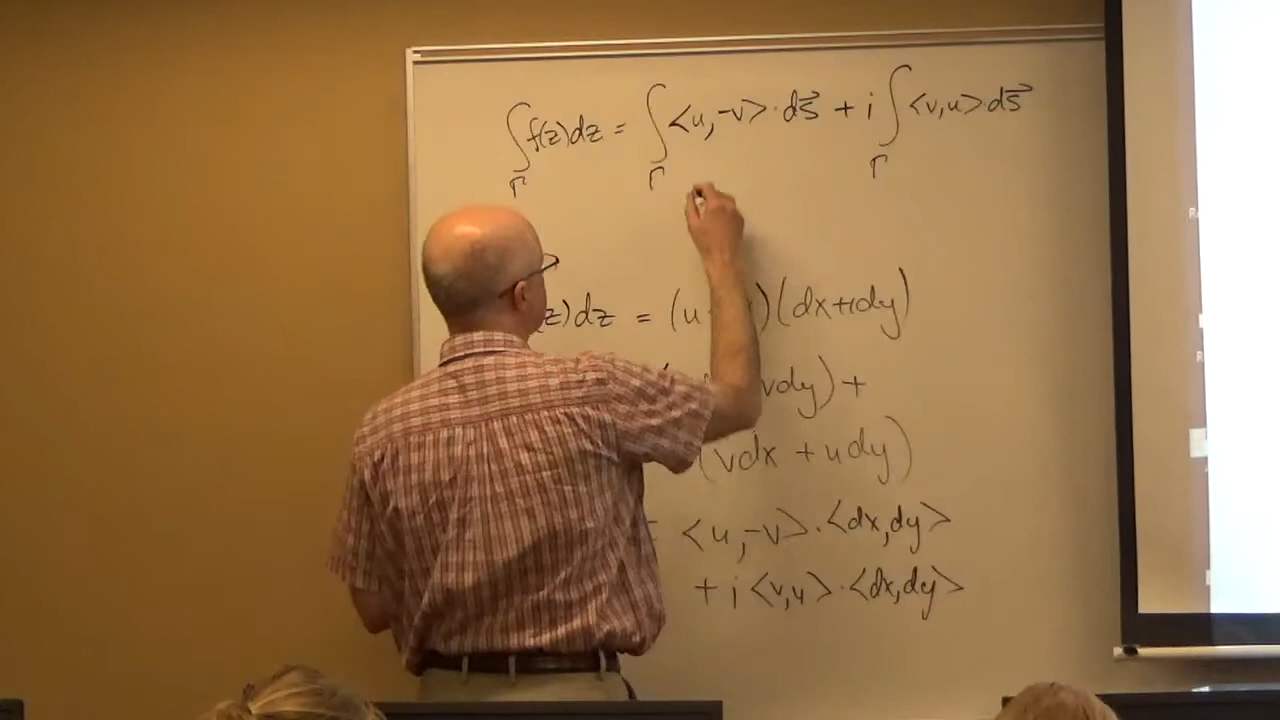 ∫_Γ f(z)dz = ∫_Γ <u,-v>·ds⃗ + i ∫_Γ <v,u>ds⃗
z)dz = (u )(dx+idy)
vdy) +
(vdx + udy)
<u,-v>·<dx,dy>
+ i <v,u>·<dx,dy>